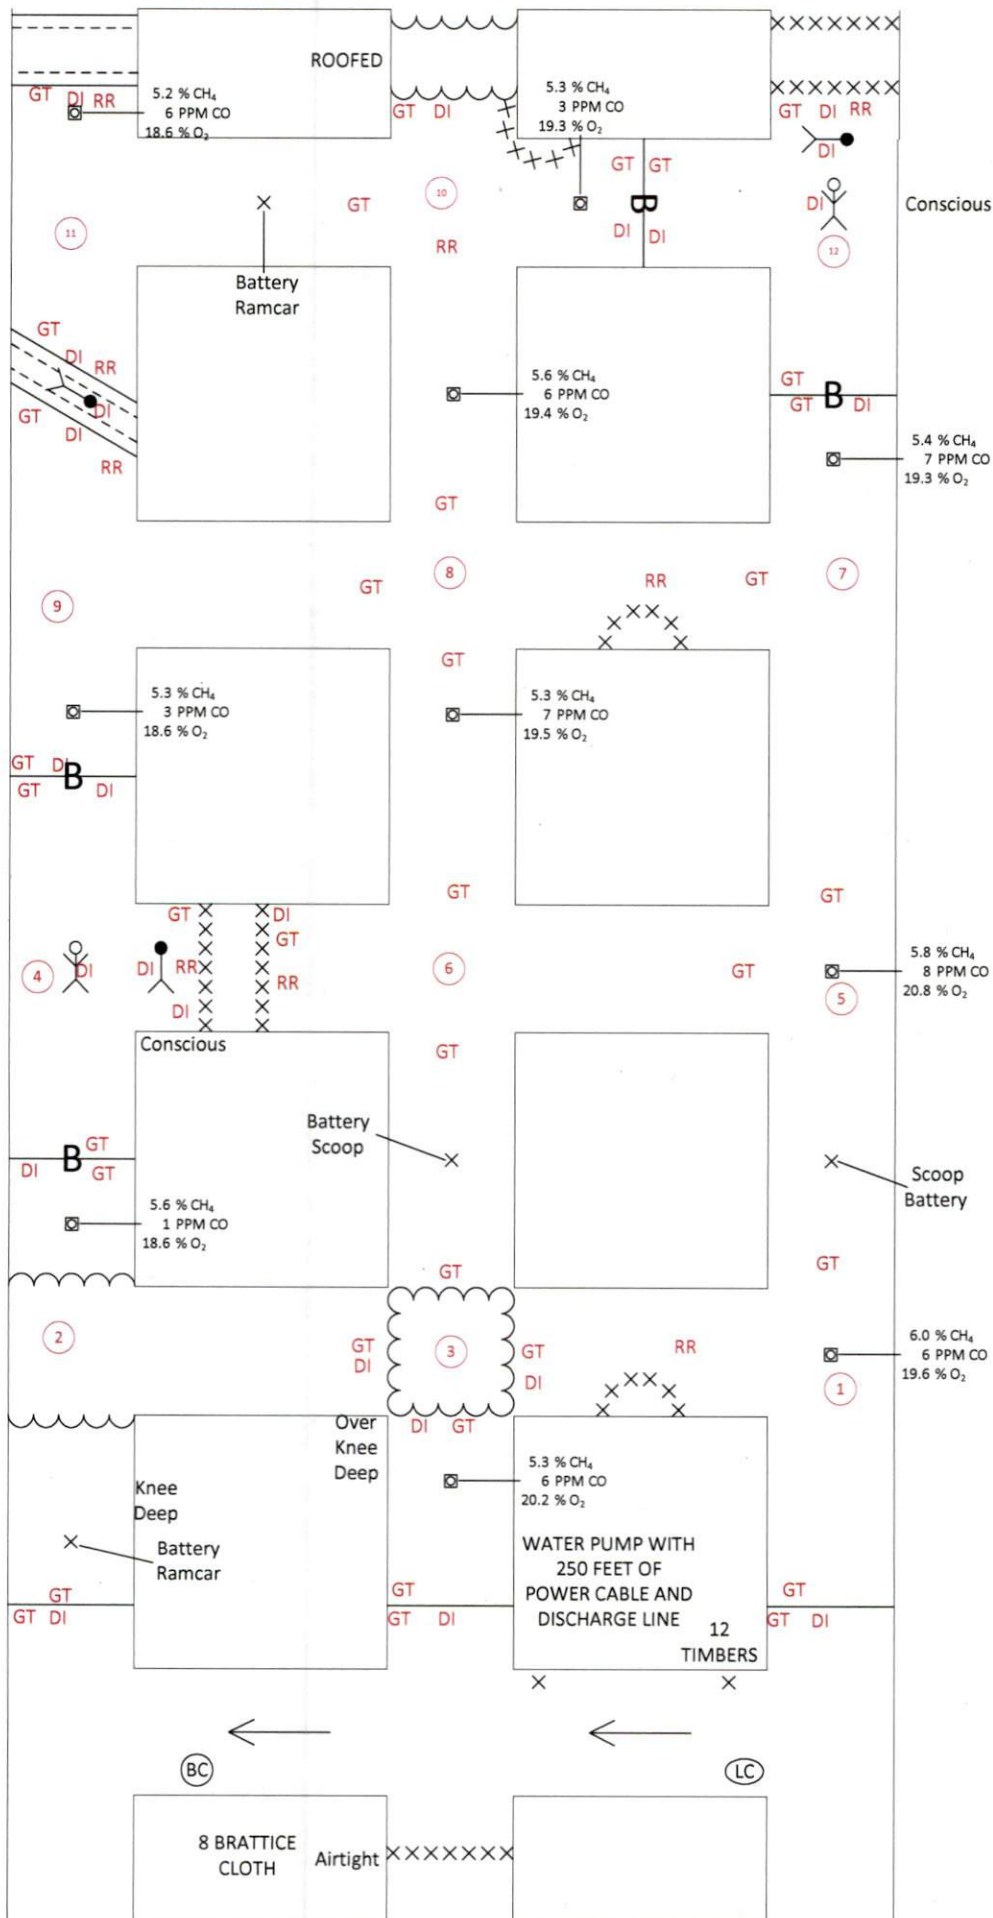 ROOFED
5.2 % CH₄
6 PPM CO
18.6 % O₂
5.3 % CH₄
3 PPM CO
19.3 % O₂
GT DI RR
GT DI
GT DI RR
DI
GT GT
10
GT
B
DI
Conscious
11
RR
DI DI
12
Battery
Ramcar
GT
DI
RR
DI
GT
DI
RR
5.6 % CH₄
6 PPM CO
19.4 % O₂
GT
GT
B
DI
5.4 % CH₄
7 PPM CO
19.3 % O₂
GT
8
7
9
GT
RR
GT
GT
5.3 % CH₄
3 PPM CO
18.6 % O₂
5.3 % CH₄
7 PPM CO
19.5 % O₂
GT DI
B
GT DI
GT
GT
GT
DI
GT
4
DI
DI
RR
RR
DI
6
GT
5.8 % CH₄
8 PPM CO
20.8 % O₂
5
Conscious
GT
Battery
Scoop
GT
B
DI
GT
Scoop
Battery
5.6 % CH₄
1 PPM CO
18.6 % O₂
GT
GT
2
GT
DI
3
GT
DI
RR
6.0 % CH₄
6 PPM CO
19.6 % O₂
1
Over
Knee
Deep
DI GT
5.3 % CH₄
6 PPM CO
20.2 % O₂
Knee
Deep
Battery
Ramcar
WATER PUMP WITH
250 FEET OF
POWER CABLE AND
DISCHARGE LINE
12
TIMBERS
GT
GT DI
GT
GT DI
GT
GT DI
BC
LC
8 BRATTICE
CLOTH
Airtight